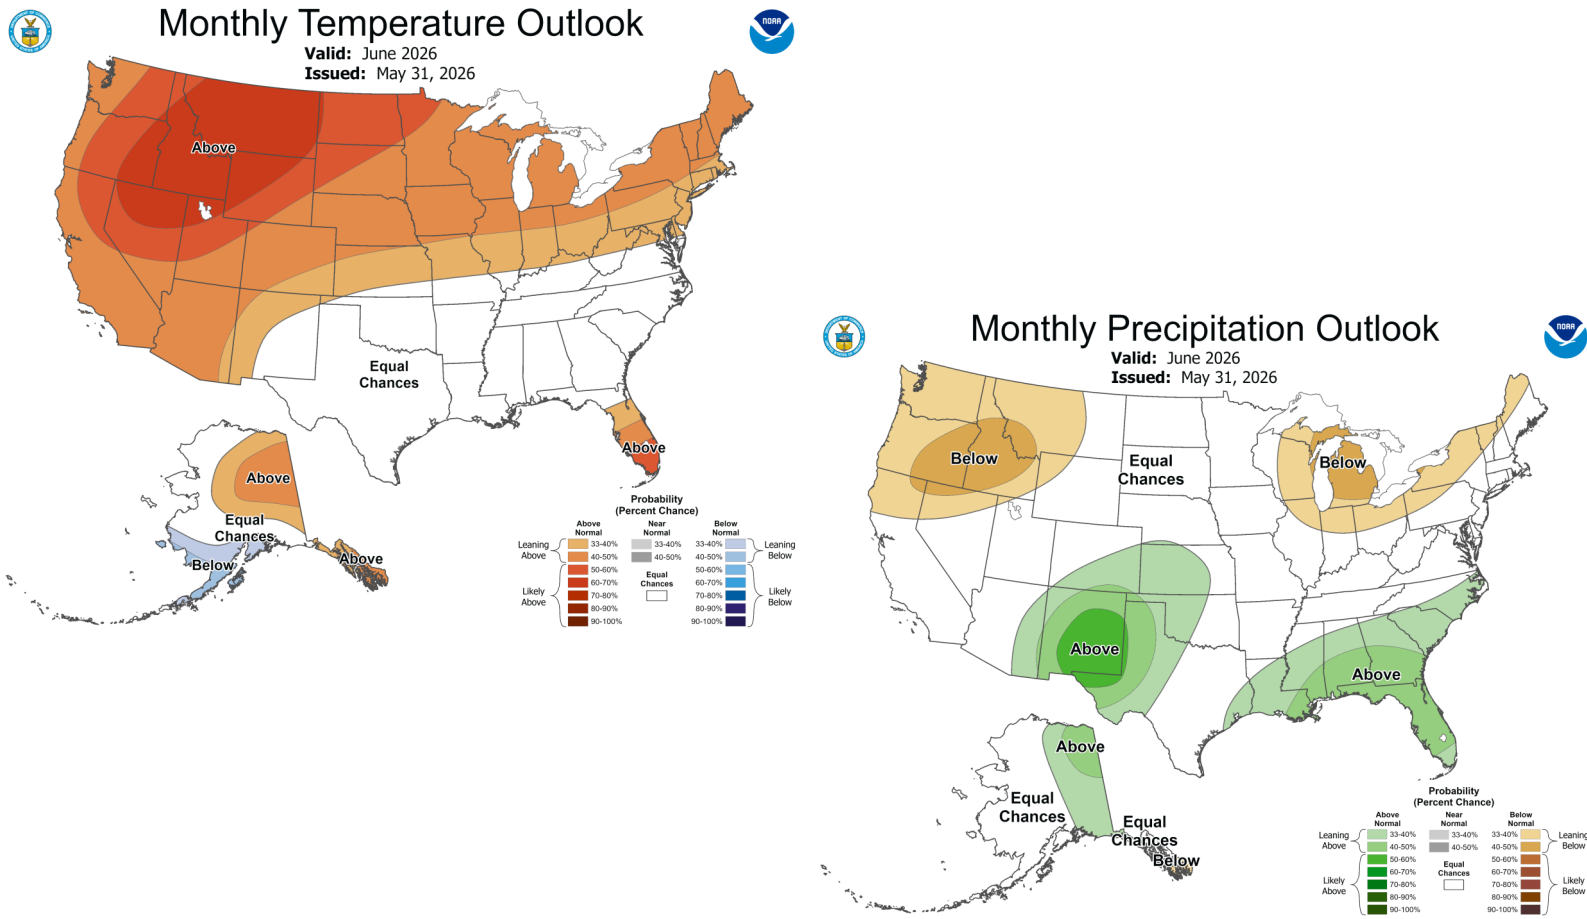 Monthly Temperature Outlook
Valid: June 2026
Issued: May 31, 2026
NOAA
Above
Equal
Chances
Above
Above
Equal
Chances
Below
Above
Probability
(Percent Chance)
Above
Normal
Near
Normal
Below
Normal
Leaning
Above
33-40%
33-40%
33-40%
Leaning
Below
40-50%
40-50%
40-50%
Likely
Above
50-60%
Equal
Chances
50-60%
Likely
Below
60-70%
60-70%
70-80%
70-80%
80-90%
80-90%
90-100%
90-100%
Monthly Precipitation Outlook
Valid: June 2026
Issued: May 31, 2026
NOAA
Below
Equal
Chances
Below
Above
Above
Above
Equal
Chances
Equal
Chances
Below
Probability
(Percent Chance)
Above
Normal
Near
Normal
Below
Normal
Leaning
Above
33-40%
33-40%
33-40%
Leaning
Below
40-50%
40-50%
40-50%
Likely
Above
50-60%
Equal
Chances
50-60%
Likely
Below
60-70%
60-70%
70-80%
70-80%
80-90%
80-90%
90-100%
90-100%